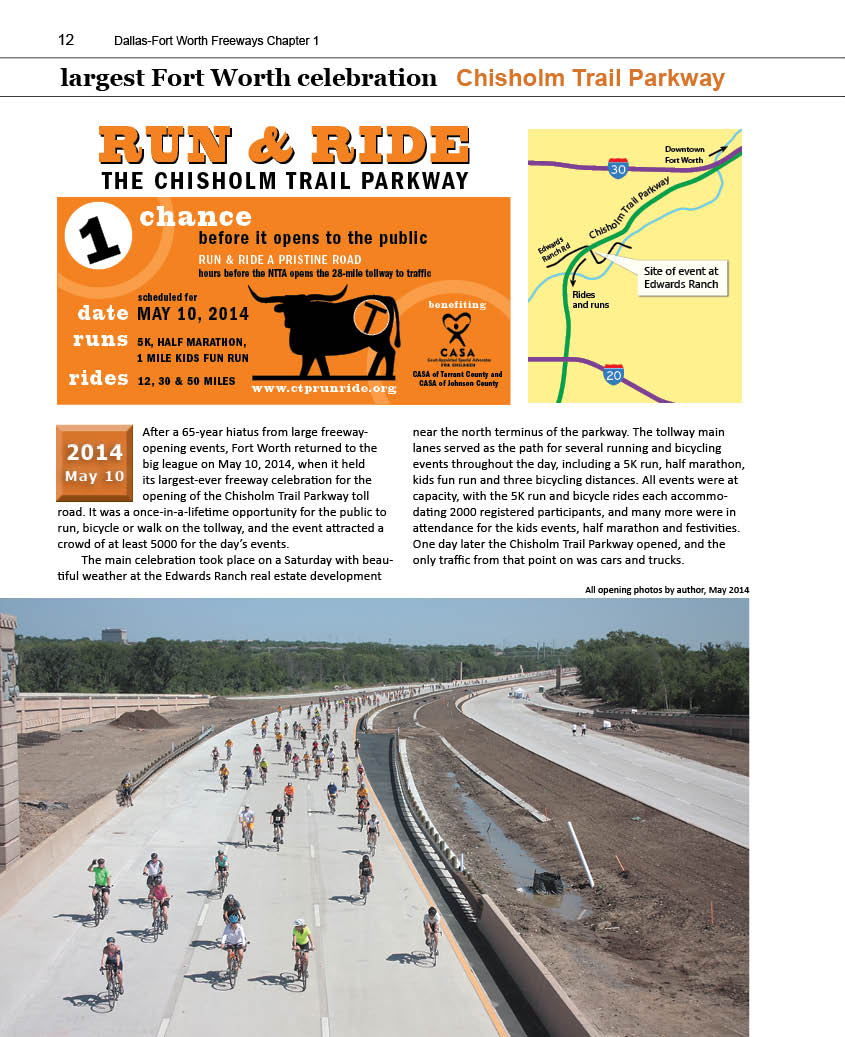 12 Dallas-Fort Worth Freeways Chapter 1
largest Fort Worth celebration Chisholm Trail Parkway
RUN & RIDE
THE CHISHOLM TRAIL PARKWAY
1 chance
before it opens to the public
RUN & RIDE A PRISTINE ROAD
hours before the NTTA opens the 28-mile tollway to traffic
scheduled for
date MAY 10, 2014
runs 5K, HALF MARATHON,
1 MILE KIDS FUN RUN
rides 12, 30 & 50 MILES
T
www.ctprunride.org
benefiting
CASA
Court Appointed Special Advocates
FOR CHILDREN
CASA of Tarrant County and
CASA of Johnson County
Downtown
Fort Worth
30
Chisholm Trail Parkway
Edwards
Ranch Rd
Site of event at
Edwards Ranch
Rides
and runs
20
2014
May 10
After a 65-year hiatus from large freeway-
opening events, Fort Worth returned to the
big league on May 10, 2014, when it held
its largest-ever freeway celebration for the
opening of the Chisholm Trail Parkway toll
road. It was a once-in-a-lifetime opportunity for the public to
run, bicycle or walk on the tollway, and the event attracted a
crowd of at least 5000 for the day's events.
The main celebration took place on a Saturday with beau-
tiful weather at the Edwards Ranch real estate development
near the north terminus of the parkway. The tollway main
lanes served as the path for several running and bicycling
events throughout the day, including a 5K run, half marathon,
kids fun run and three bicycling distances. All events were at
capacity, with the 5K run and bicycle rides each accommo-
dating 2000 registered participants, and many more were in
attendance for the kids events, half marathon and festivities.
One day later the Chisholm Trail Parkway opened, and the
only traffic from that point on was cars and trucks.
All opening photos by author, May 2014